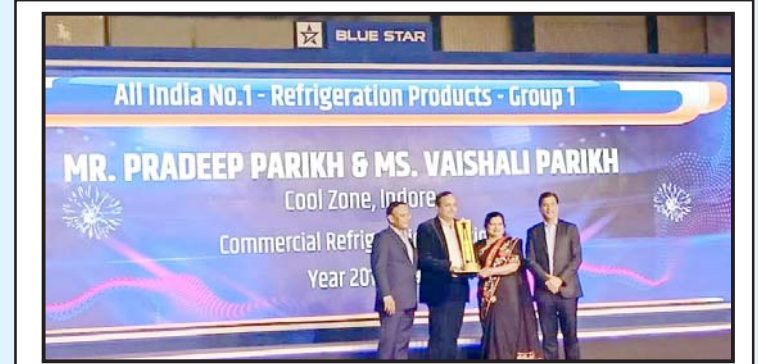 BLUE STAR
All India No.1 - Refrigeration Products - Group 1
MR. PRADEEP PARIKH & MS. VAISHALI PARIKH
Cool Zone, Indore
Commercial
Year